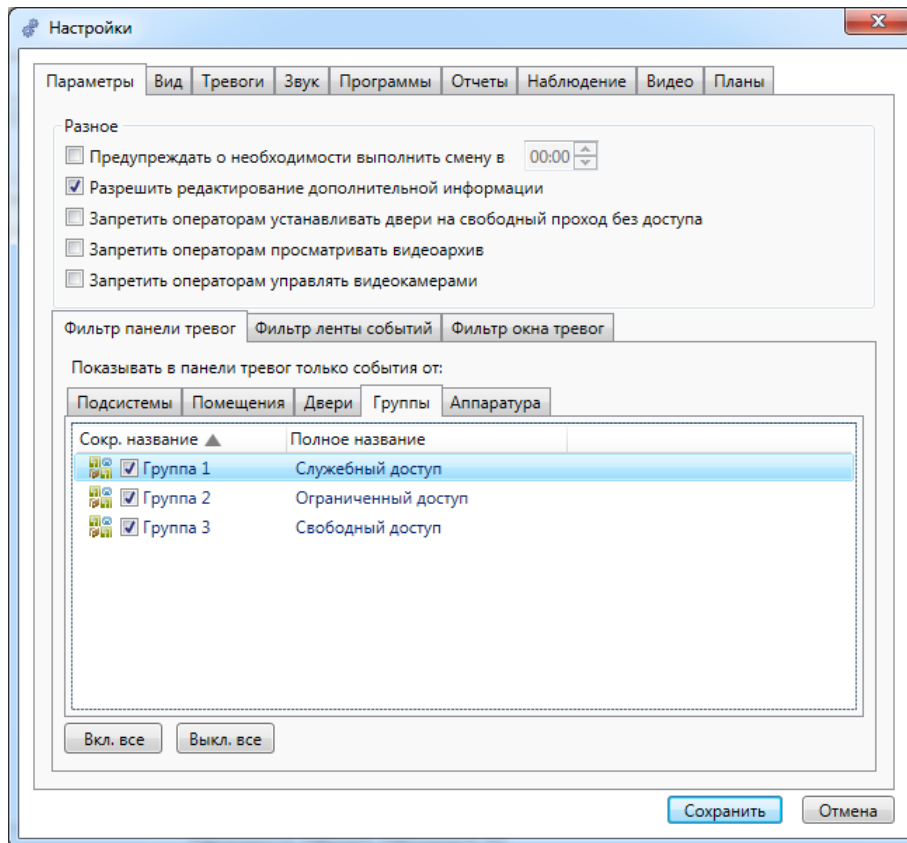 Настройки
Параметры Вид Тревоги Звук Программы Отчеты Наблюдение Видео Планы
Разное
Предупреждать о необходимости выполнить смену в 00:00
Разрешить редактирование дополнительной информации
Запретить операторам устанавливать двери на свободный проход без доступа
Запретить операторам просматривать видеоархив
Запретить операторам управлять видеокамерами
Фильтр панели тревог Фильтр ленты событий Фильтр окна тревог
Показывать в панели тревог только события от:
Подсистемы Помещения Двери Группы Аппаратура
Сокр. название Полное название
Группа 1 Служебный доступ
Группа 2 Ограниченный доступ
Группа 3 Свободный доступ
Вкл. все Выкл. все
Сохранить Отмена